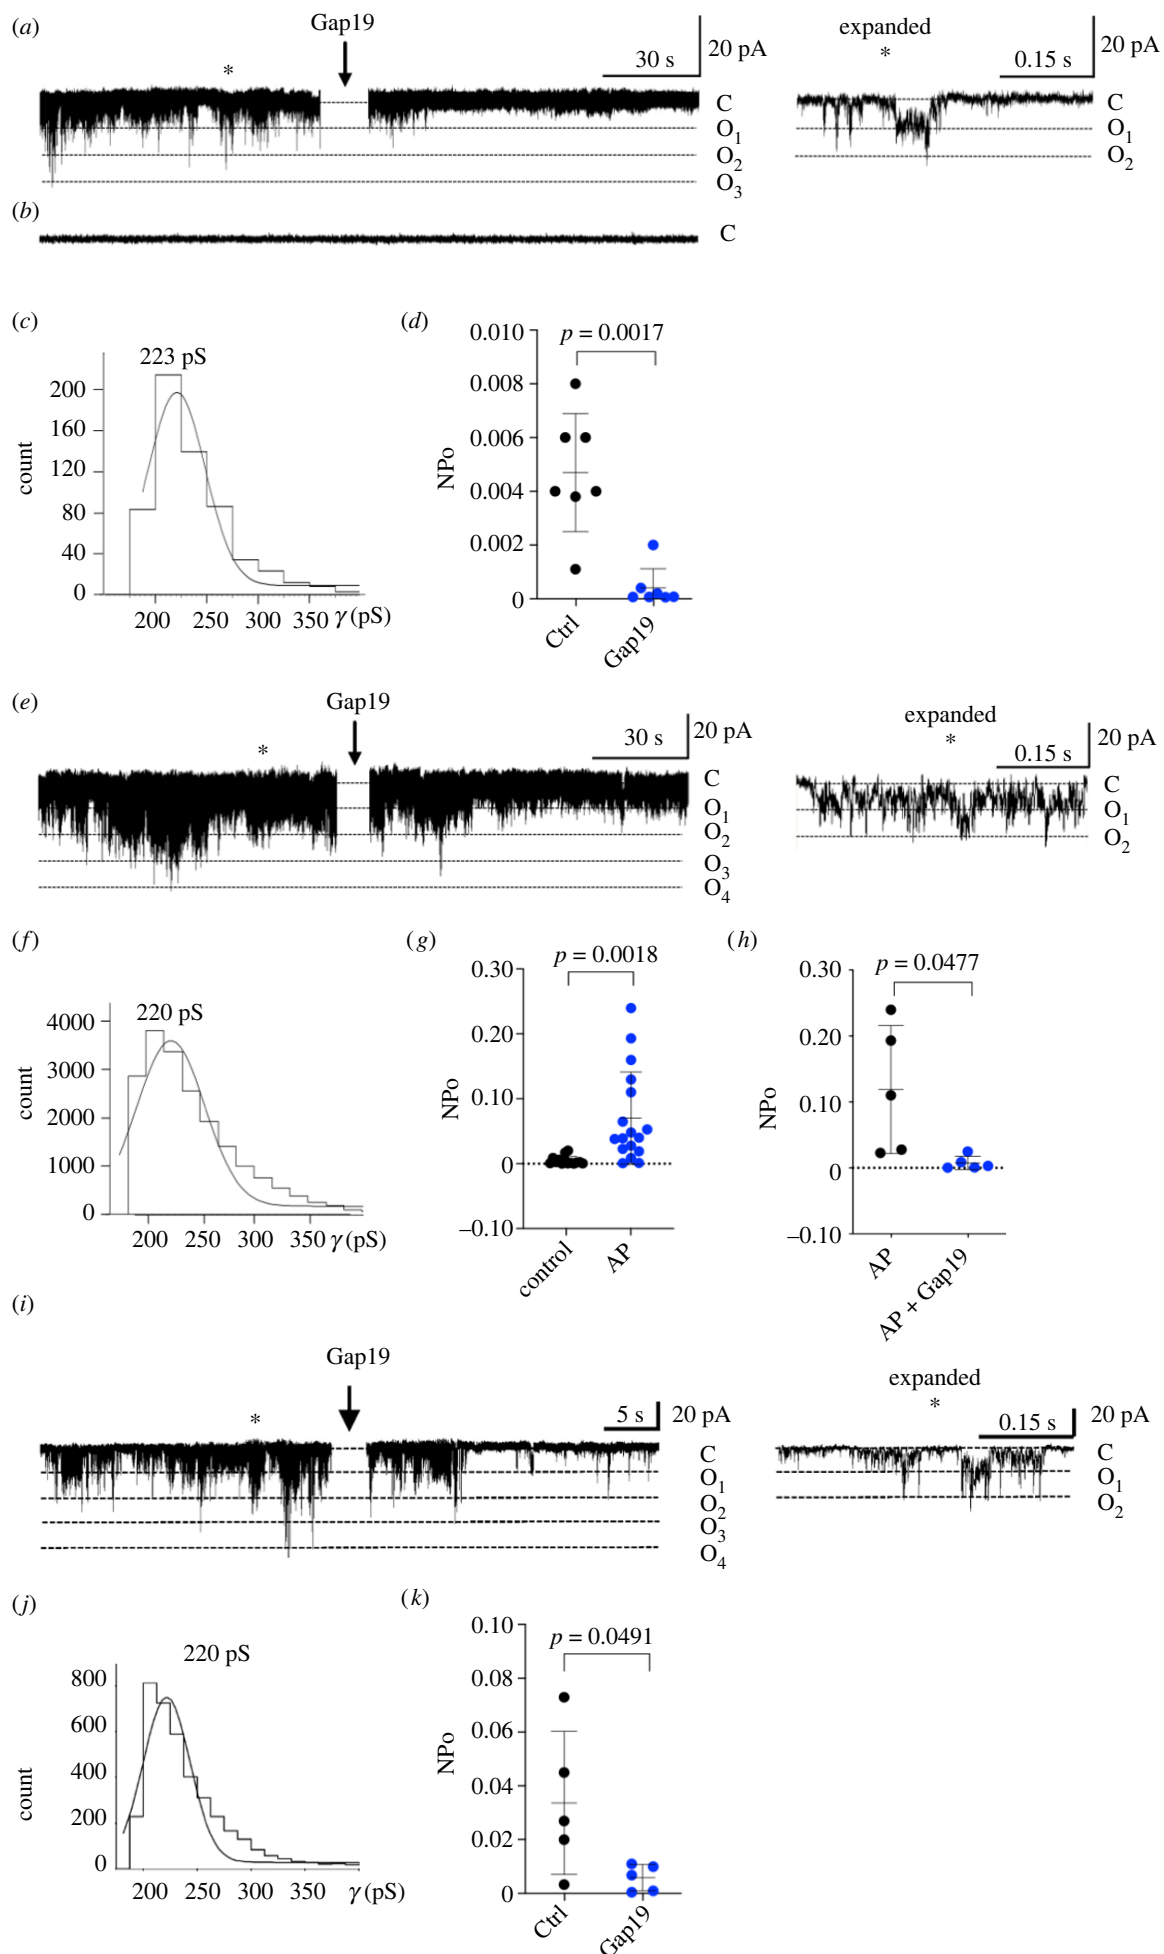 (a)
Gap19
*
30 s
20 pA
C
O1
O2
O3
expanded
*
0.15 s
20 pA
C
O1
O2
(b)
C
(c)
223 pS
count
200
160
120
80
40
0
200 250 300 350 γ (pS)
(d)
p = 0.0017
NPo
0.010
0.008
0.006
0.004
0.002
0
Ctrl
Gap19
(e)
Gap19
*
30 s
20 pA
C
O1
O2
O3
O4
expanded
*
0.15 s
20 pA
C
O1
O2
(f)
220 pS
count
4000
3000
2000
1000
0
200 250 300 350 γ (pS)
(g)
p = 0.0018
NPo
0.30
0.20
0.10
0
–0.10
control
AP
(h)
p = 0.0477
NPo
0.30
0.20
0.10
0
–0.10
AP
AP + Gap19
(i)
Gap19
*
5 s
20 pA
C
O1
O2
O3
O4
expanded
*
0.15 s
20 pA
C
O1
O2
(j)
220 pS
count
800
600
400
200
0
200 250 300 350 γ (pS)
(k)
p = 0.0491
NPo
0.10
0.08
0.06
0.04
0.02
0
Ctrl
Gap19